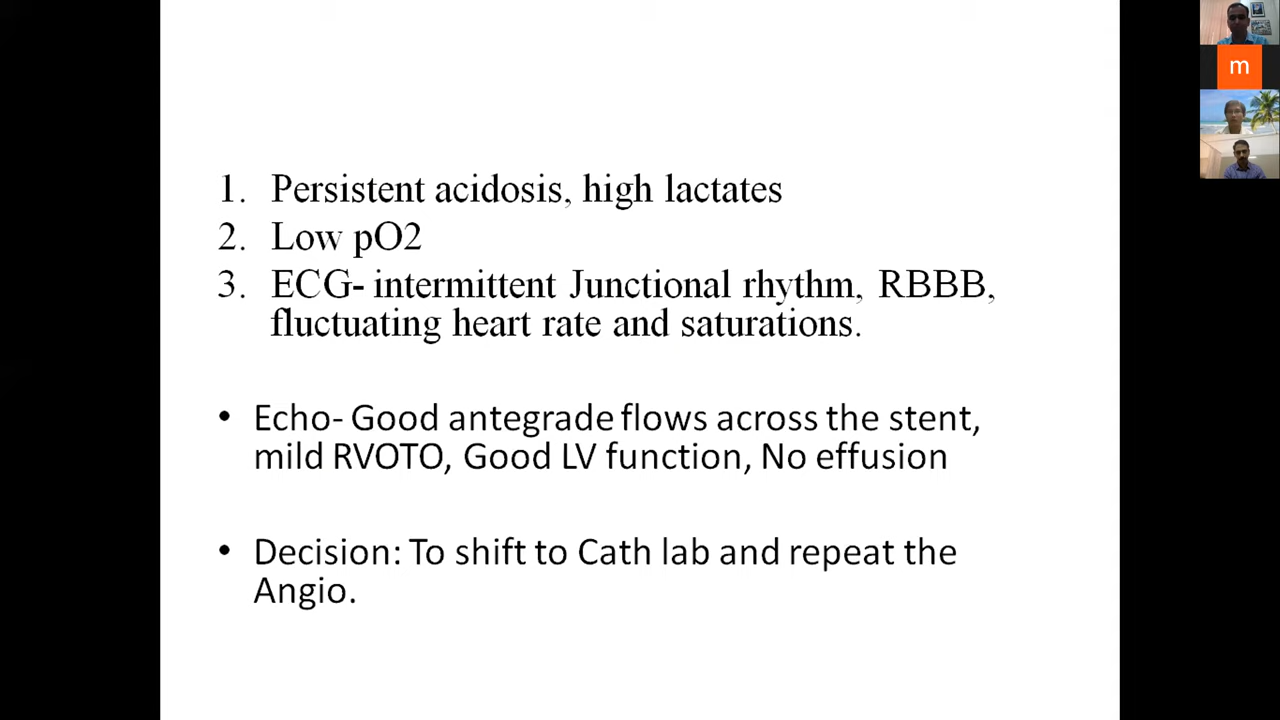 1. Persistent acidosis, high lactates
2. Low pO2
3. ECG- intermittent Junctional rhythm, RBBB,
fluctuating heart rate and saturations.
• Echo- Good antegrade flows across the stent,
mild RVOTO, Good LV function, No effusion
• Decision: To shift to Cath lab and repeat the
Angio.
m